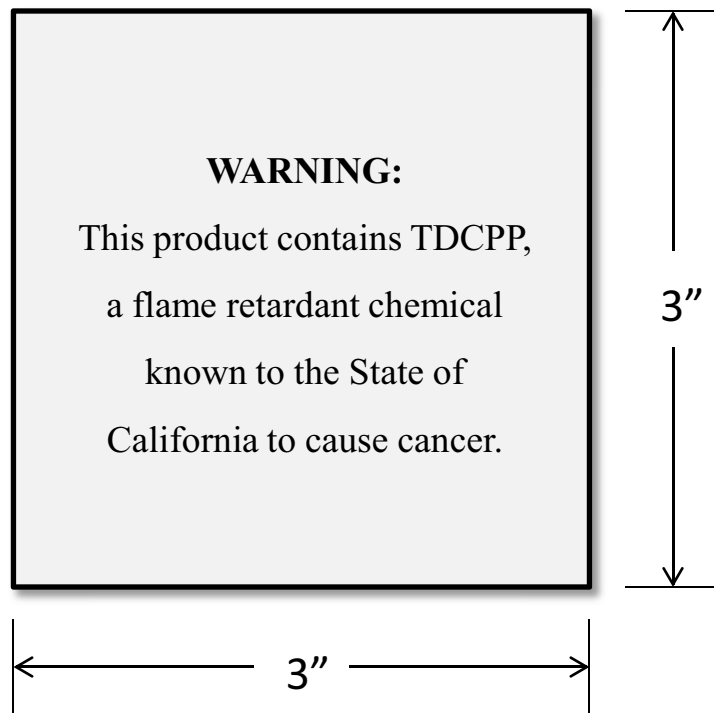 WARNING:
This product contains TDCPP,
a flame retardant chemical
known to the State of
California to cause cancer.
3”
3”